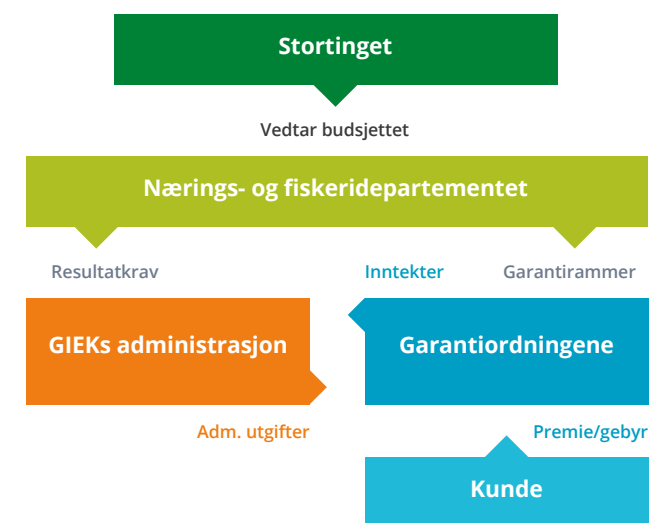 Stortinget
Vedtar budsjettet
Nærings- og fiskeridepartementet
Resultatkrav
Inntekter
Garantirammer
GIEKs administrasjon
Garantiordningene
Adm. utgifter
Premie/gebyr
Kunde